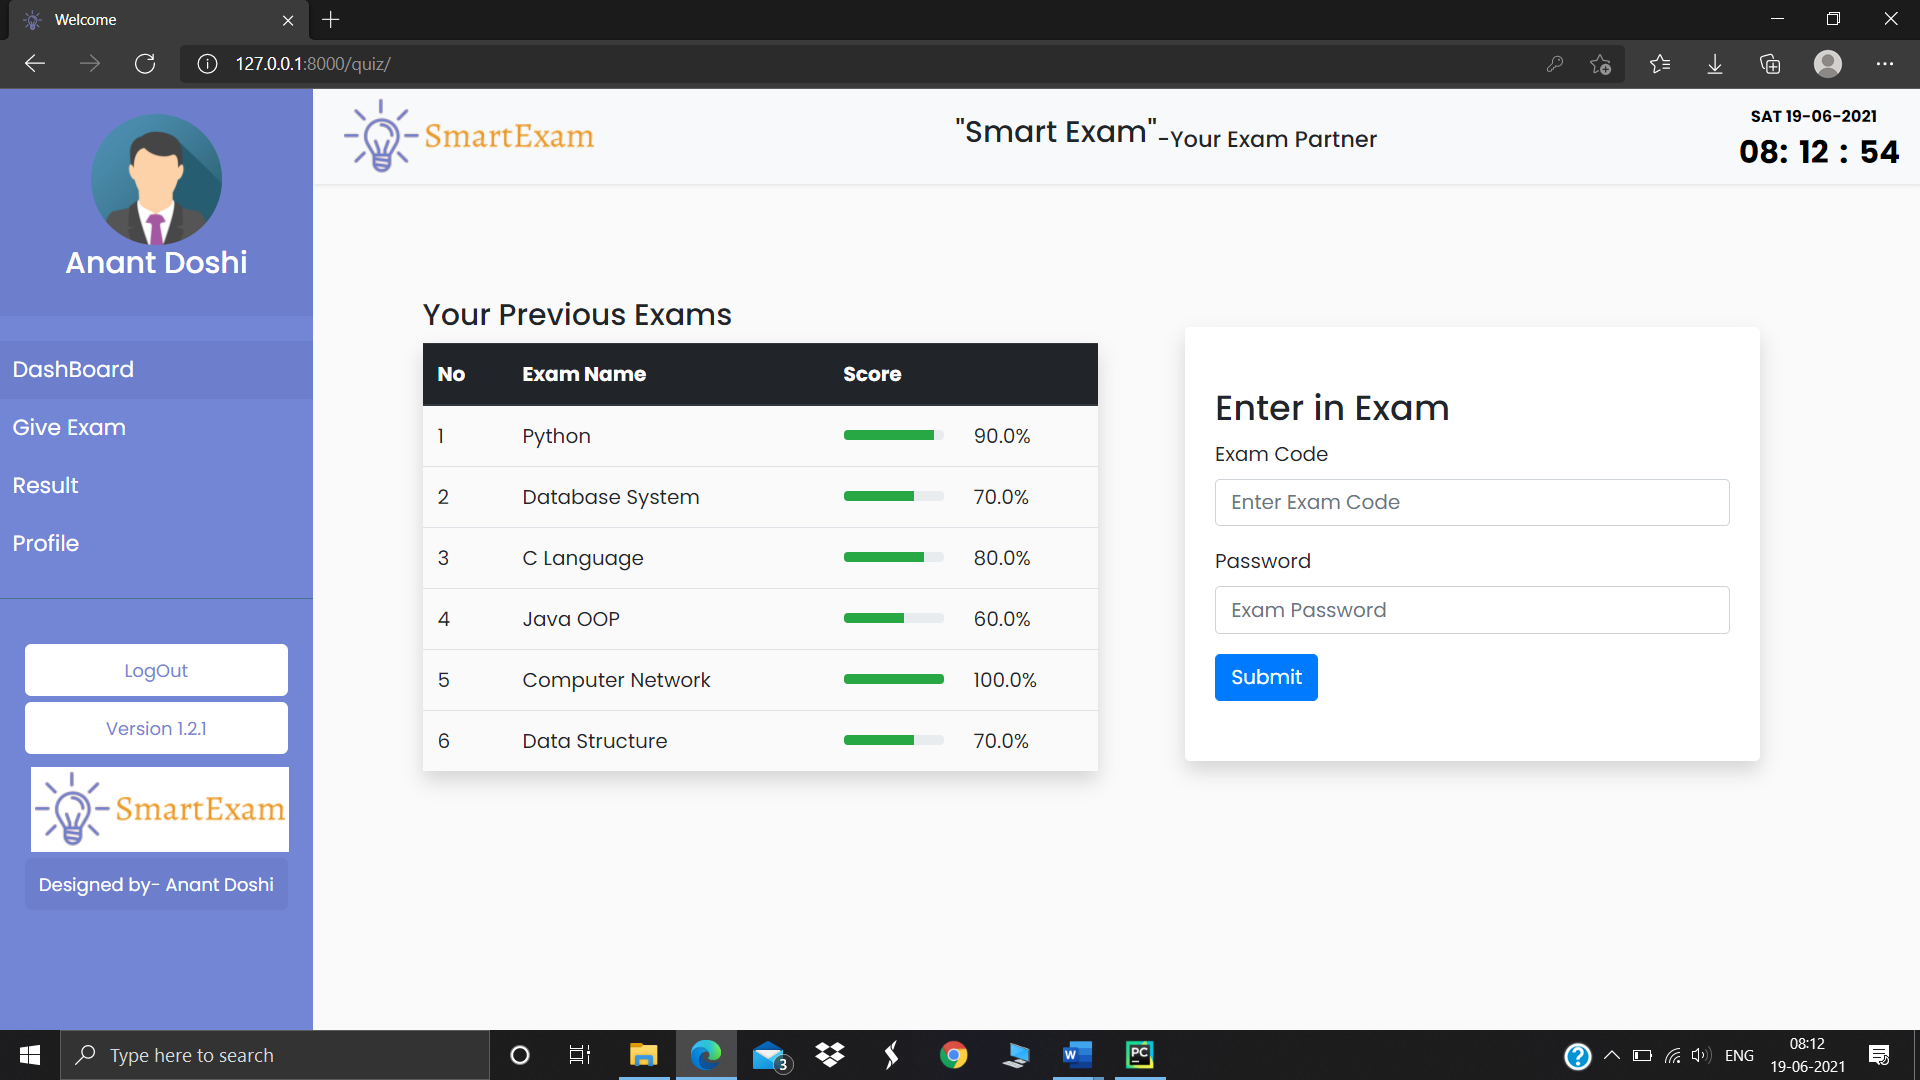 Welcome
127.0.0.1:8000/quiz/
Anant Doshi
DashBoard
Give Exam
Result
Profile
LogOut
Version 1.2.1
SmartExam
Designed by- Anant Doshi
SmartExam
"Smart Exam" -Your Exam Partner
SAT 19-06-2021
08: 12 : 54
Your Previous Exams
No Exam Name Score
1 Python 90.0%
2 Database System 70.0%
3 C Language 80.0%
4 Java OOP 60.0%
5 Computer Network 100.0%
6 Data Structure 70.0%
Enter in Exam
Exam Code
Enter Exam Code
Password
Exam Password
Submit
Type here to search
3
W
PC
?
ENG
08:12
19-06-2021